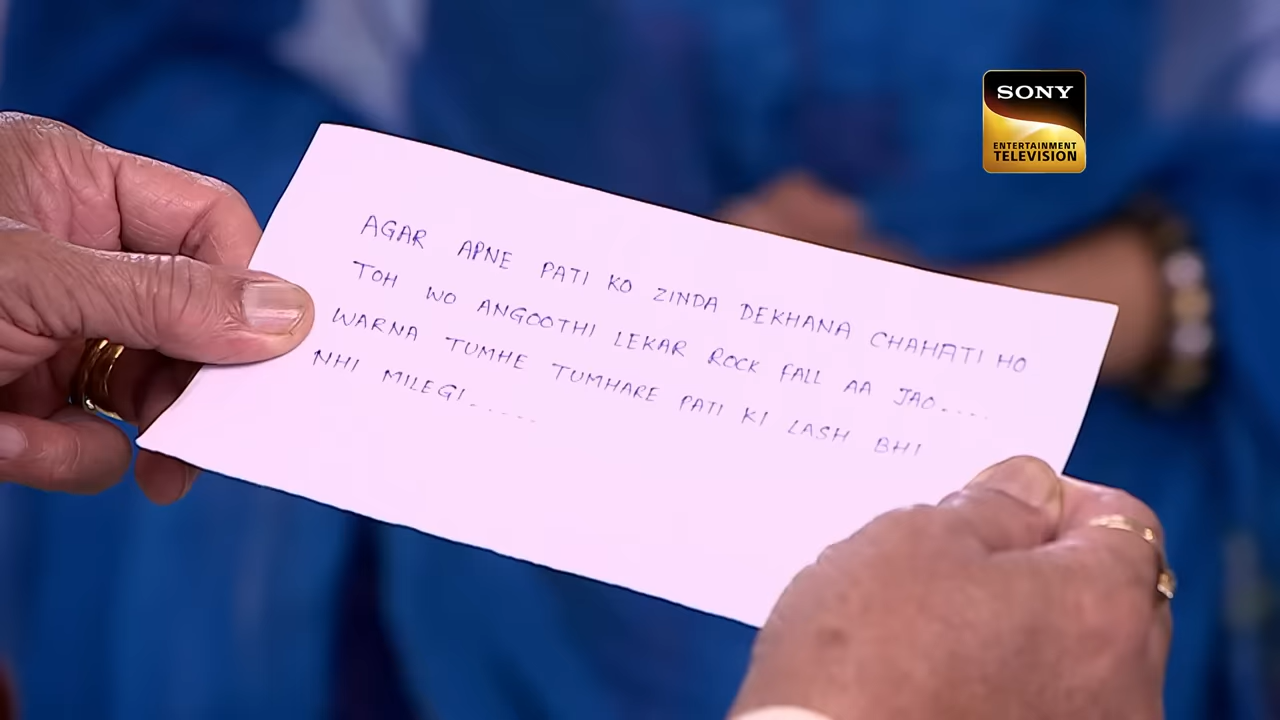 SONY
ENTERTAINMENT
TELEVISION
AGAR APNE PATI KO ZINDA DEKHANA CHAHATI HO
TOH WO ANGOOTHI LEKAR ROCK FALL AA JAO....
WARNA TUMHE TUMHARE PATI KI LASH BHI
NHI MILEGI......